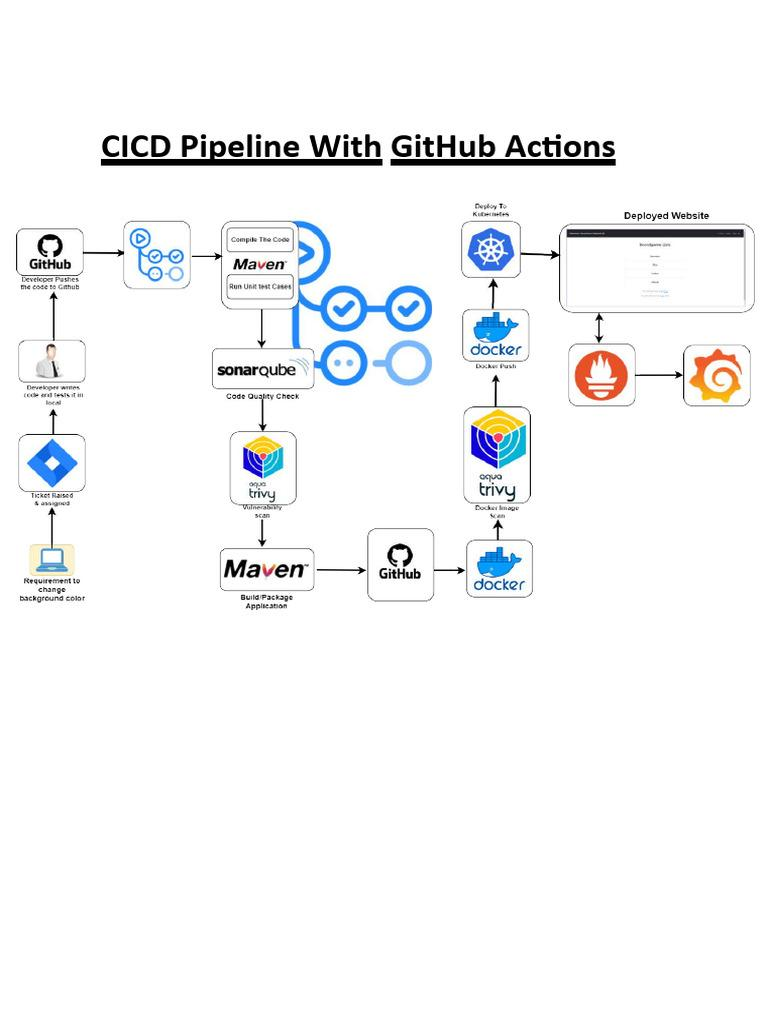 CICD Pipeline With GitHub Actions
GitHub
Developer Pushes
the code to Github
Developer writes
code and tests it in
local
Ticket Raised
& assigned
Requirement to
change
background color
Compile The Code
Maven™
Run Unit test Cases
sonarqube
Code Quality Check
aqua
trivy
Vulnerability
scan
Maven™
Build/Package
Application
GitHub
docker
Docker Image
Scan
aqua
trivy
Docker Push
docker
Deploy To
Kubernetes
Deployed Website